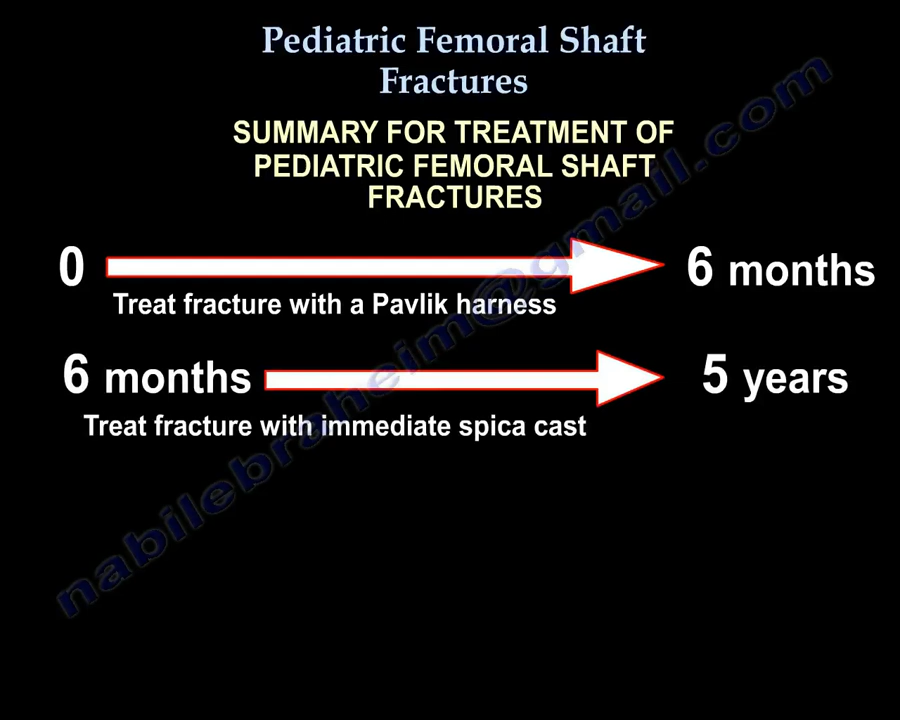 Pediatric Femoral Shaft
Fractures
SUMMARY FOR TREATMENT OF
PEDIATRIC FEMORAL SHAFT
FRACTURES
0 6 months
Treat fracture with a Pavlik harness
6 months 5 years
Treat fracture with immediate spica cast
nabilebraheim@gmail.com